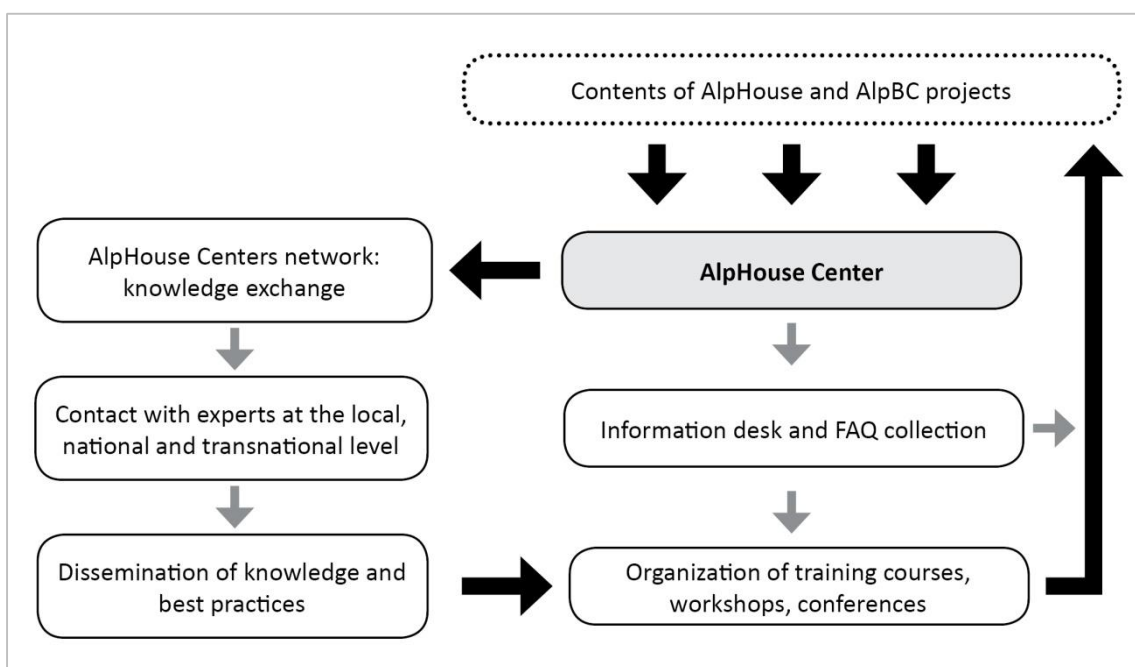 Contents of AlpHouse and AlpBC projects
AlpHouse Centers network:
knowledge exchange
AlpHouse Center
Contact with experts at the local,
national and transnational level
Information desk and FAQ collection
Dissemination of knowledge and
best practices
Organization of training courses,
workshops, conferences